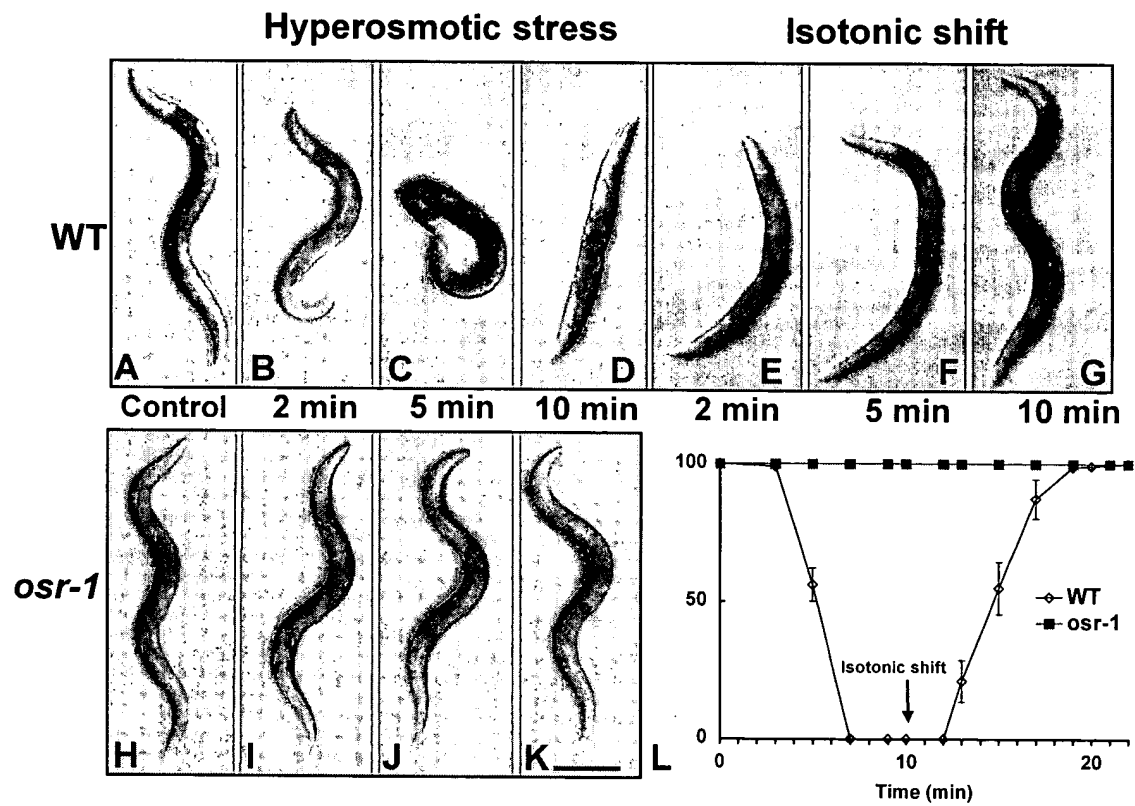 Hyperosmotic stress Isotonic shift
WT
A B C D E F G
Control 2 min 5 min 10 min 2 min 5 min 10 min
osr-1
H I J K L
100
50
0
WT
osr-1
Isotonic shift
0 10 20
Time (min)